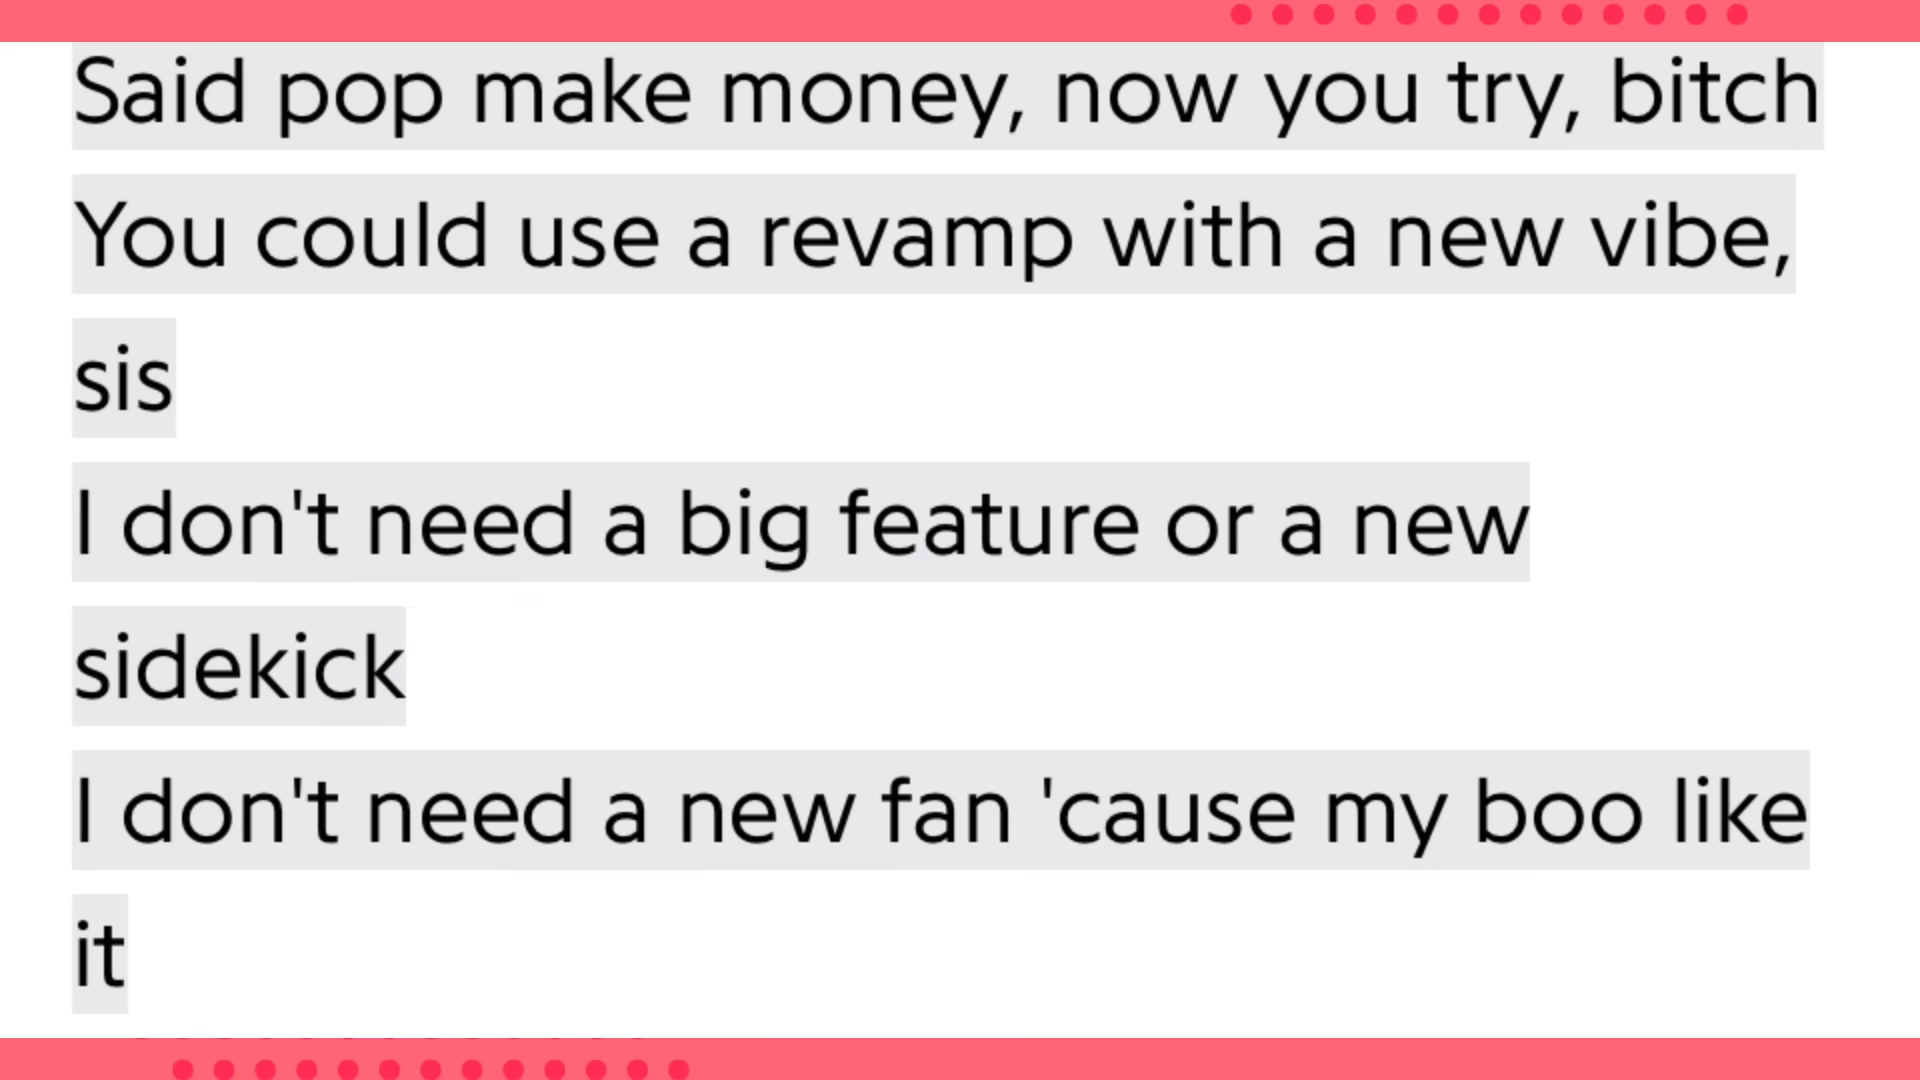 Said pop make money, now you try, bitch
You could use a revamp with a new vibe,
sis
I don't need a big feature or a new
sidekick
I don't need a new fan 'cause my boo like
it